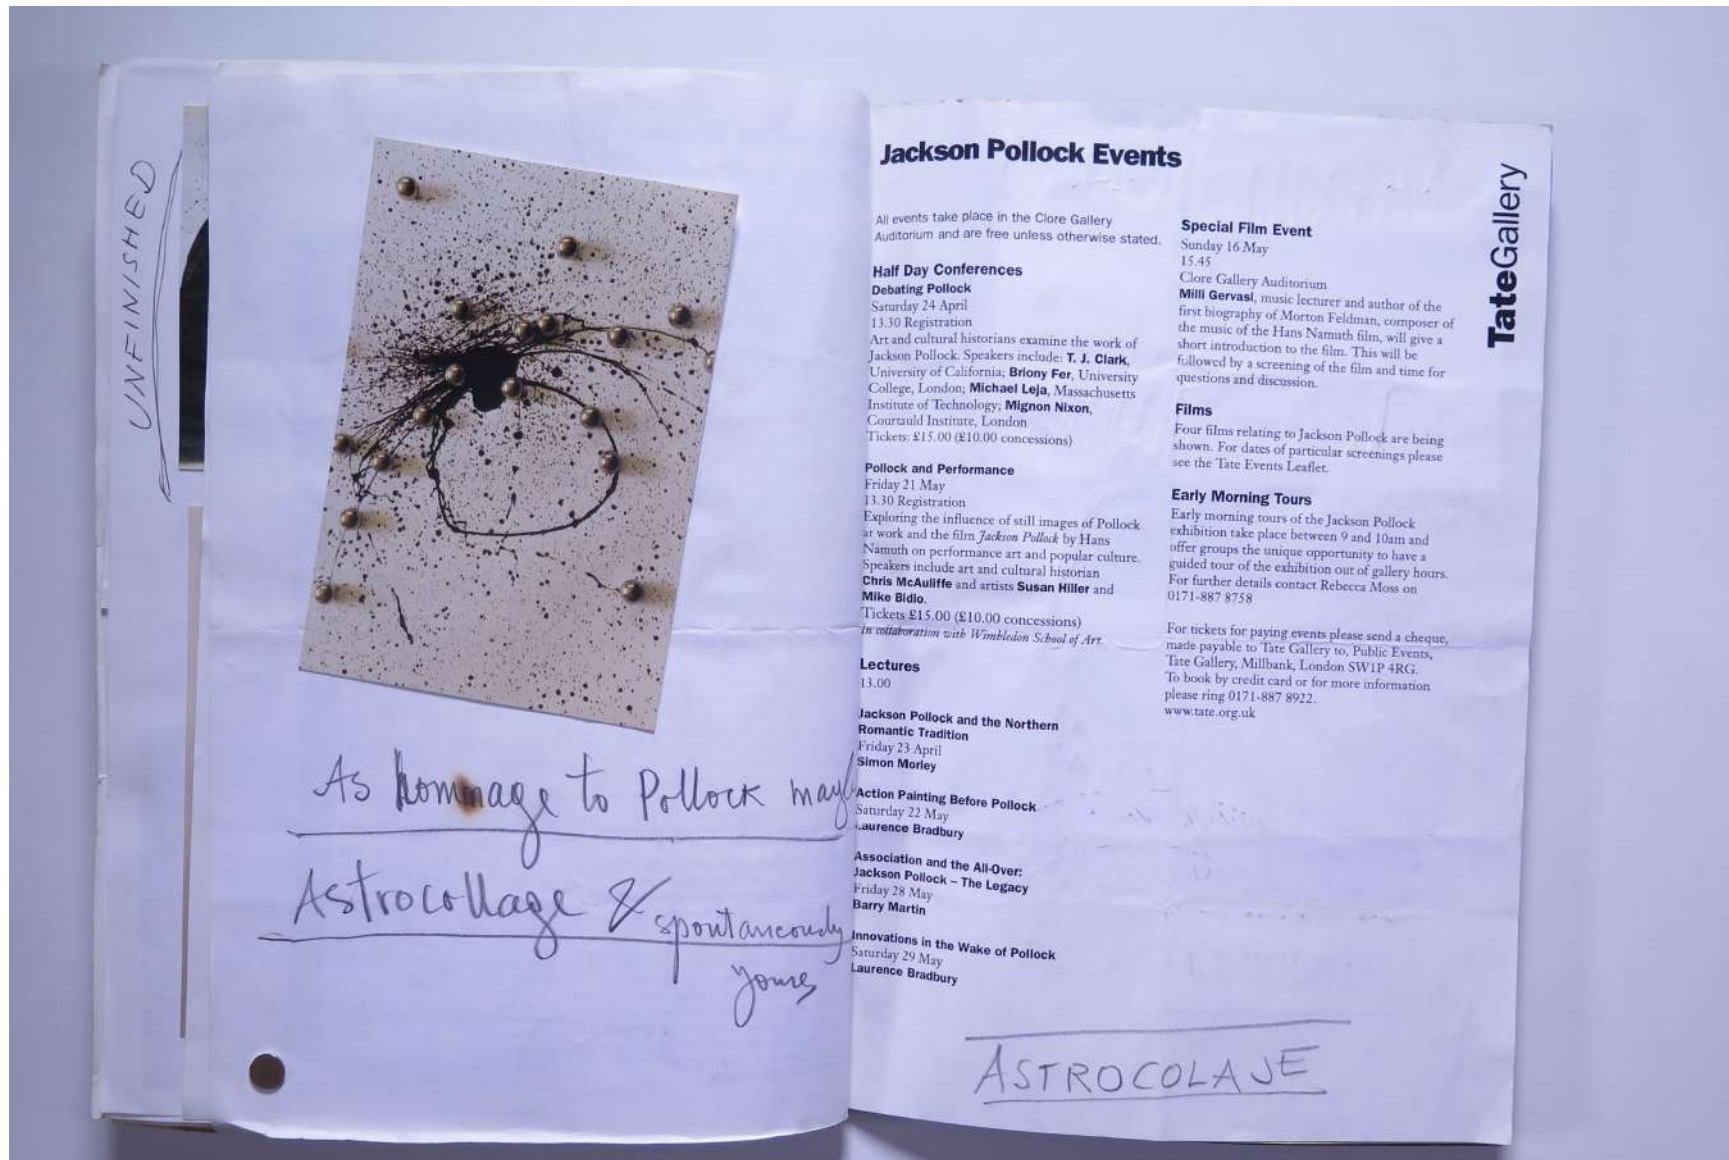 UNFINISHED
As hommage to Pollock may
Astrocollage & spontaneously
yours
Jackson Pollock Events
TateGallery
All events take place in the Clore Gallery
Auditorium and are free unless otherwise stated.
Half Day Conferences
Debating Pollock
Saturday 24 April
13.30 Registration
Art and cultural historians examine the work of
Jackson Pollock. Speakers include: T. J. Clark,
University of California; Briony Fer, University
College, London; Michael Leja, Massachusetts
Institute of Technology; Mignon Nixon,
Courtauld Institute, London
Tickets: £15.00 (£10.00 concessions)
Pollock and Performance
Friday 21 May
13.30 Registration
Exploring the influence of still images of Pollock
at work and the film Jackson Pollock by Hans
Namuth on performance art and popular culture.
Speakers include art and cultural historian
Chris McAuliffe and artists Susan Hiller and
Mike Bidlo.
Tickets £15.00 (£10.00 concessions)
in collaboration with Wimbledon School of Art.
Lectures
13.00
Jackson Pollock and the Northern
Romantic Tradition
Friday 23 April
Simon Morley
Action Painting Before Pollock
Saturday 22 May
Laurence Bradbury
Association and the All-Over:
Jackson Pollock – The Legacy
Friday 28 May
Barry Martin
Innovations in the Wake of Pollock
Saturday 29 May
Laurence Bradbury
Special Film Event
Sunday 16 May
15.45
Clore Gallery Auditorium
Milli Gervasi, music lecturer and author of the
first biography of Morton Feldman, composer of
the music of the Hans Namuth film, will give a
short introduction to the film. This will be
followed by a screening of the film and time for
questions and discussion.
Films
Four films relating to Jackson Pollock are being
shown. For dates of particular screenings please
see the Tate Events Leaflet.
Early Morning Tours
Early morning tours of the Jackson Pollock
exhibition take place between 9 and 10am and
offer groups the unique opportunity to have a
guided tour of the exhibition out of gallery hours.
For further details contact Rebecca Moss on
0171-887 8758
For tickets for paying events please send a cheque,
made payable to Tate Gallery to, Public Events,
Tate Gallery, Millbank, London SW1P 4RG.
To book by credit card or for more information
please ring 0171-887 8922.
www.tate.org.uk
ASTROCOLAJE